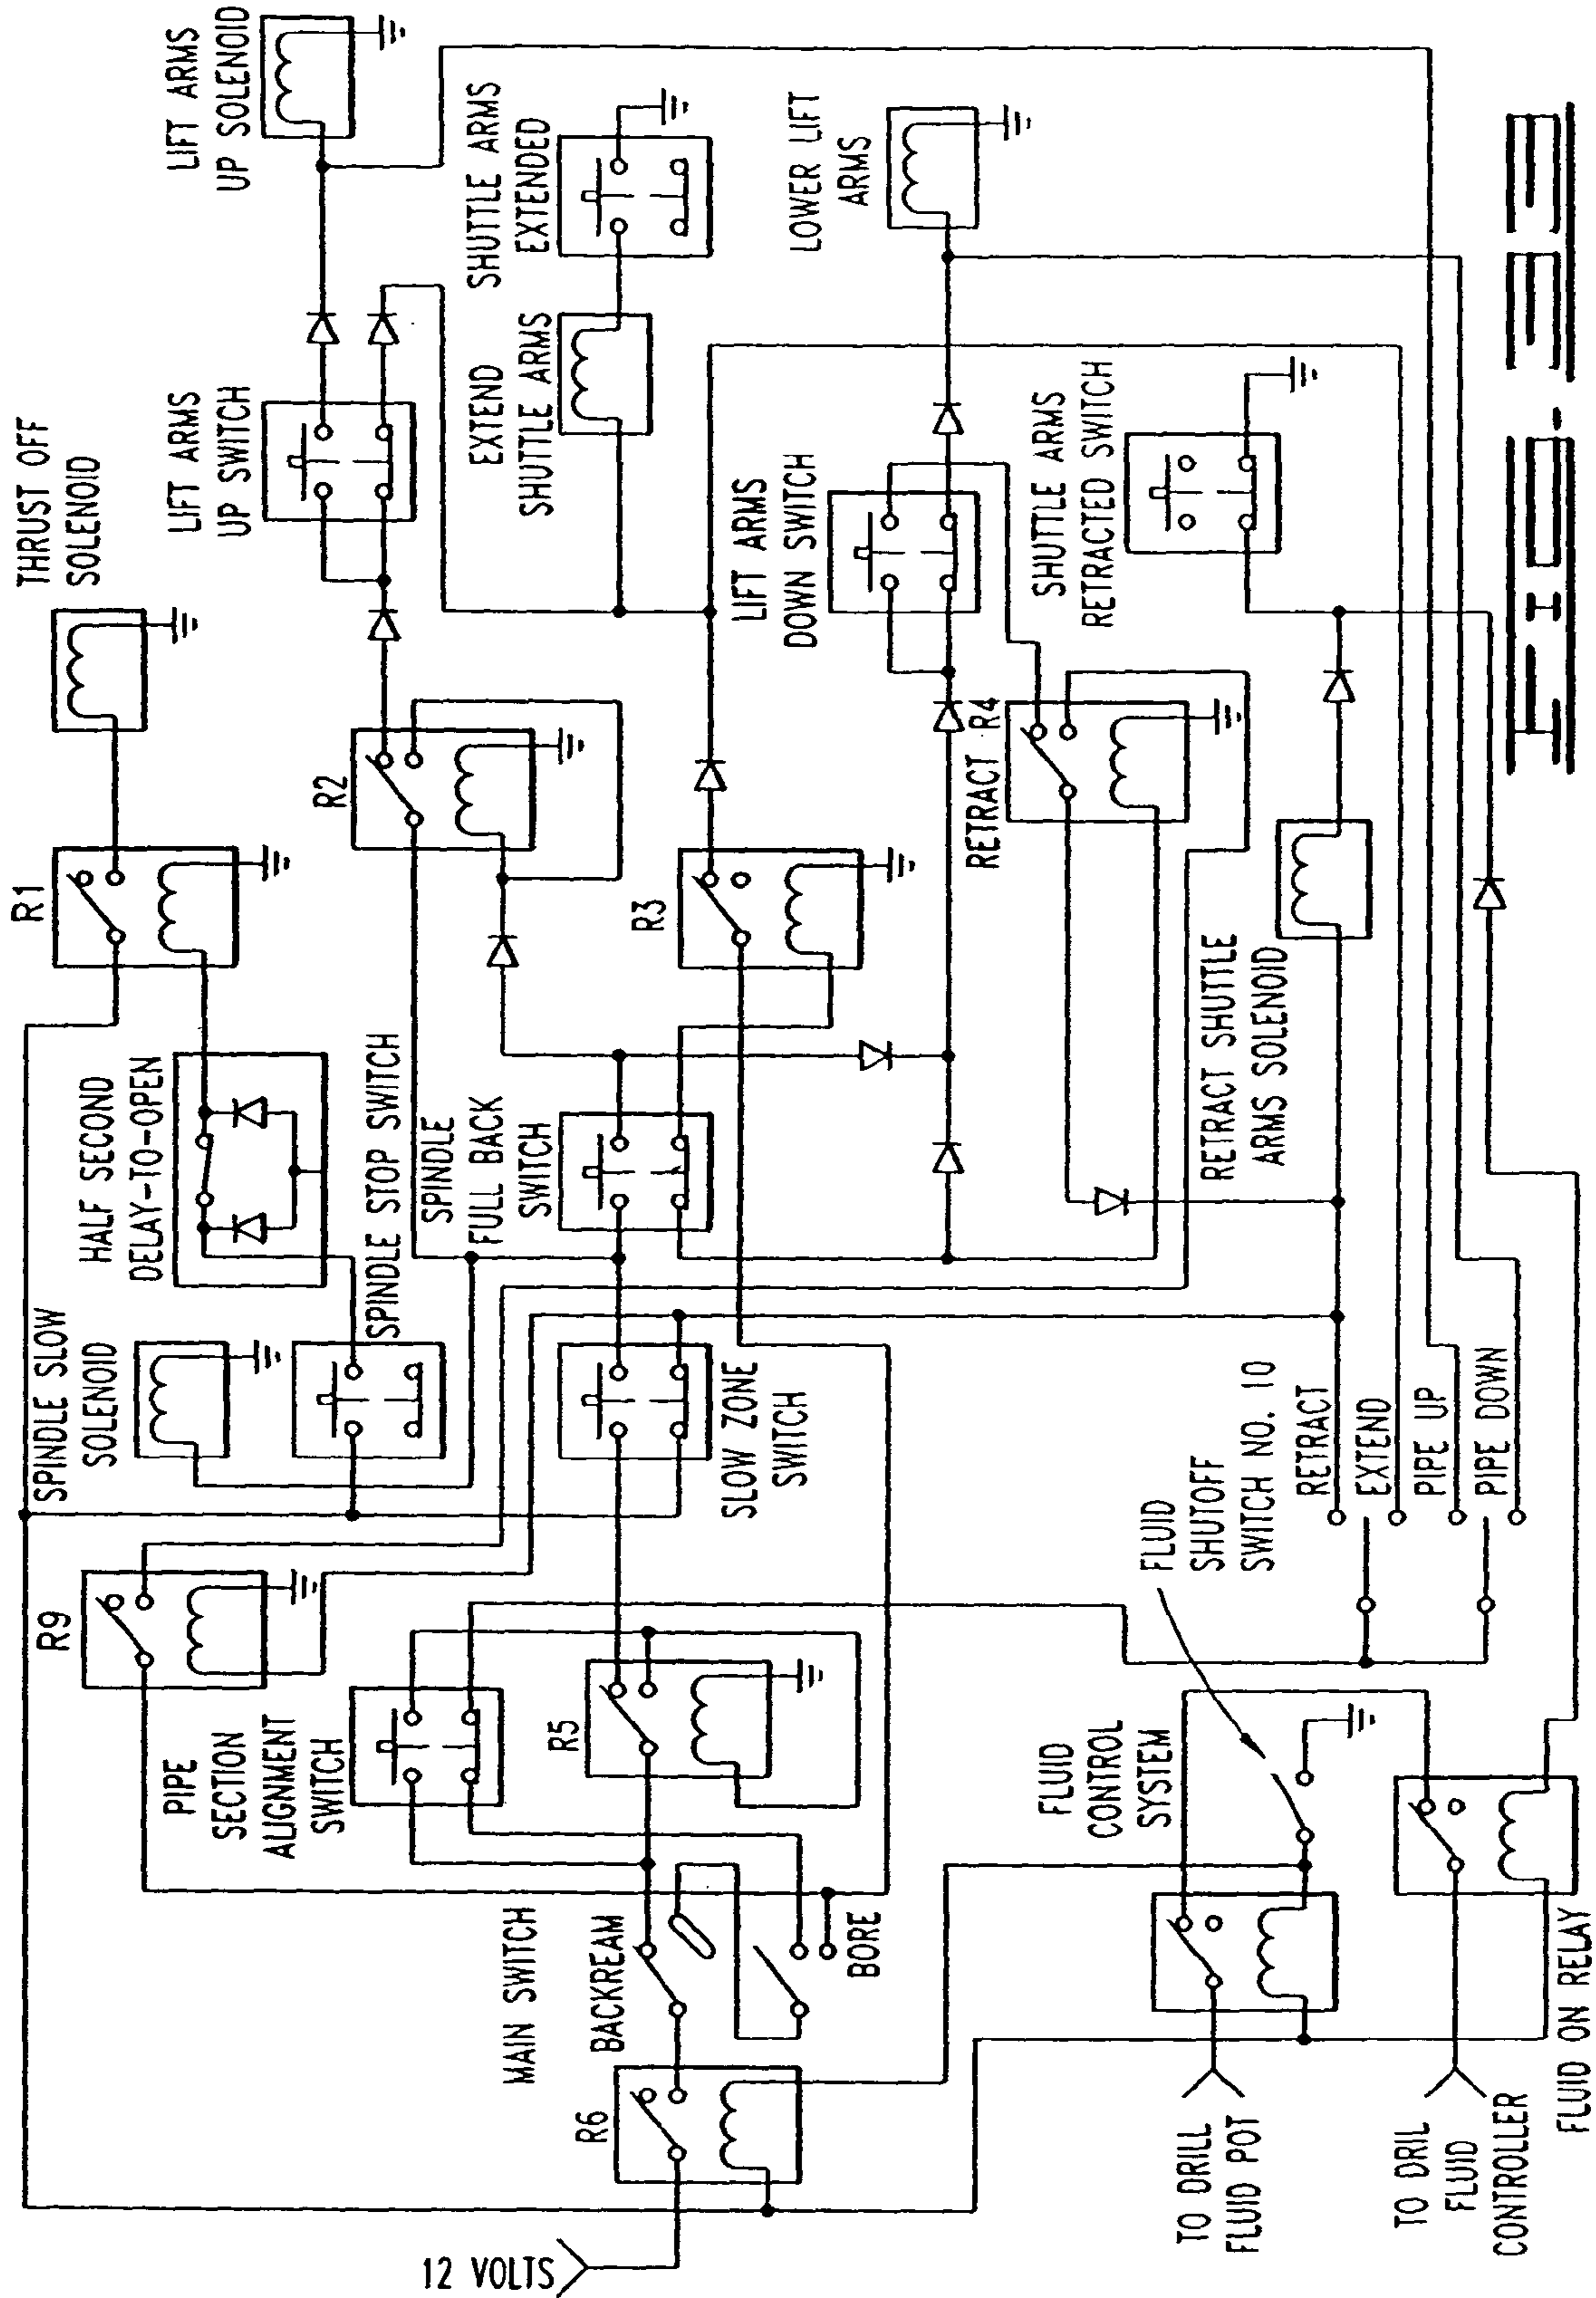 R1
THRUST OFF
SOLENOID
SPINDLE SLOW
SOLENOID
HALF SECOND
DELAY-TO-OPEN
R9
LIFT ARMS
UP SOLENOID
LIFT ARMS
UP SWITCH
PIPE
SECTION
ALIGNMENT
SWITCH
R2
SPINDLE STOP SWITCH
SPINDLE
FULL BACK
SWITCH
12 VOLTS
SHUTTLE ARMS
EXTENDED
EXTEND
SHUTTLE ARMS
MAIN SWITCH
BACKREAM
R5
R6
R3
SLOW ZONE
SWITCH
LIFT ARMS
DOWN SWITCH
LOWER LIFT
ARMS
BORE
RETRACT R4
SHUTTLE ARMS
RETRACTED SWITCH
FLUID
CONTROL
SYSTEM
FLUID
SHUTOFF
SWITCH NO. 10
RETRACT SHUTTLE
ARMS SOLENOID
TO DRILL
FLUID POT
RETRACT
EXTEND
PIPE UP
PIPE DOWN
TO DRIL
FLUID
CONTROLLER
FLUID ON RELAY